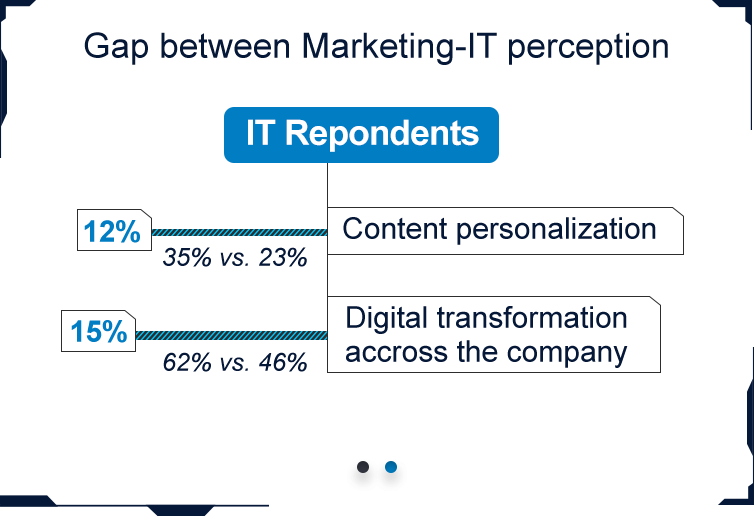 Gap between Marketing-IT perception
IT Repondents
12%
35% vs. 23%
Content personalization
15%
62% vs. 46%
Digital transformation
accross the company